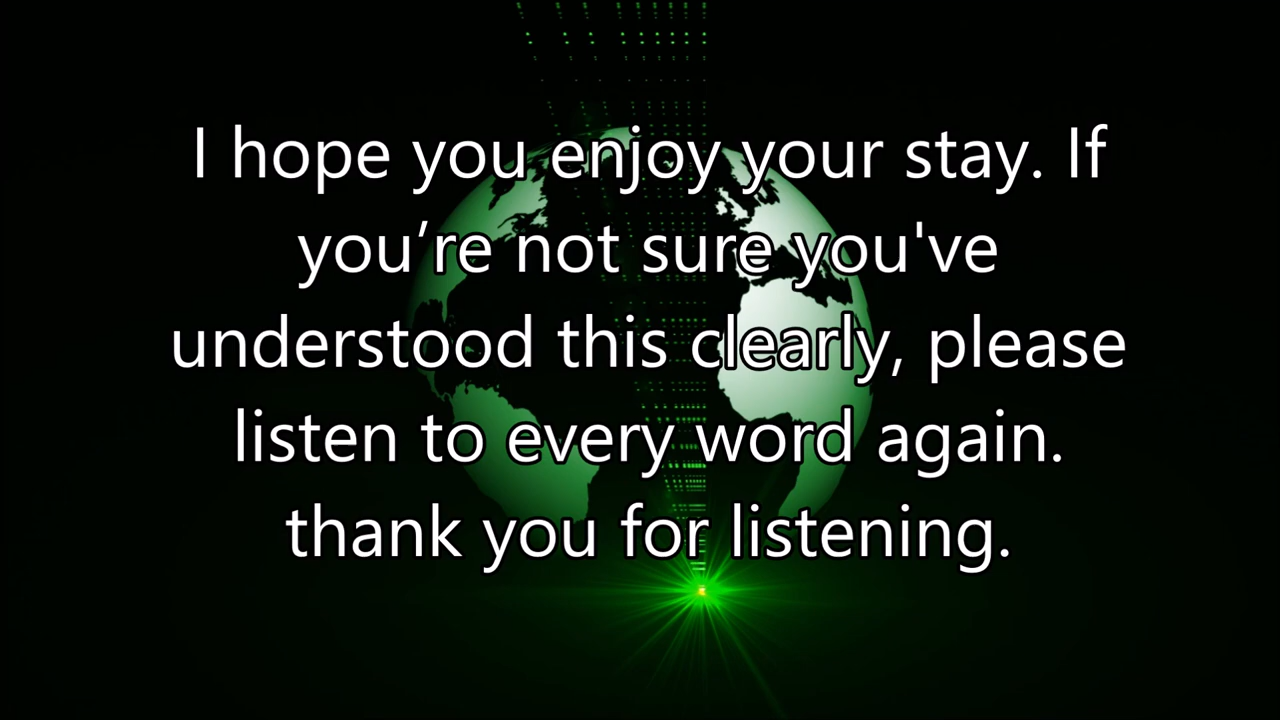 I hope you enjoy your stay. If
you’re not sure you've
understood this clearly, please
listen to every word again.
thank you for listening.